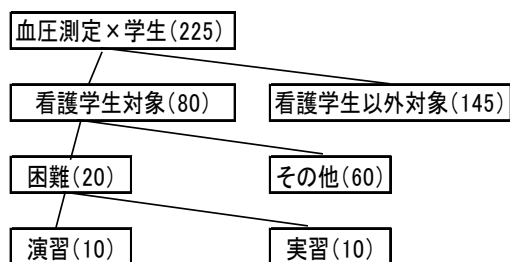 血圧測定×学生(225)
看護学生対象(80)
看護学生以外対象(145)
困難(20)
その他(60)
演習(10)
実習(10)